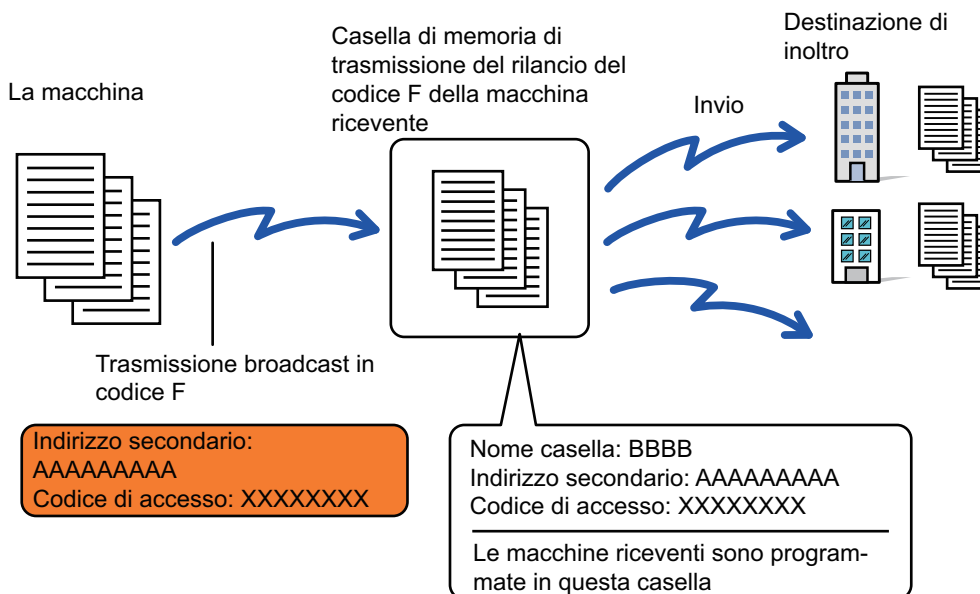 La macchina
Casella di memoria di
trasmissione del rilancio del
codice F della macchina
ricevente
Invio
Destinazione di
inoltro
Trasmissione broadcast in
codice F
Indirizzo secondario:
AAAAAAAAA
Codice di accesso: XXXXXXXX
Nome casella: BBBB
Indirizzo secondario: AAAAAAAAA
Codice di accesso: XXXXXXXX
Le macchine riceventi sono program-
mate in questa casella